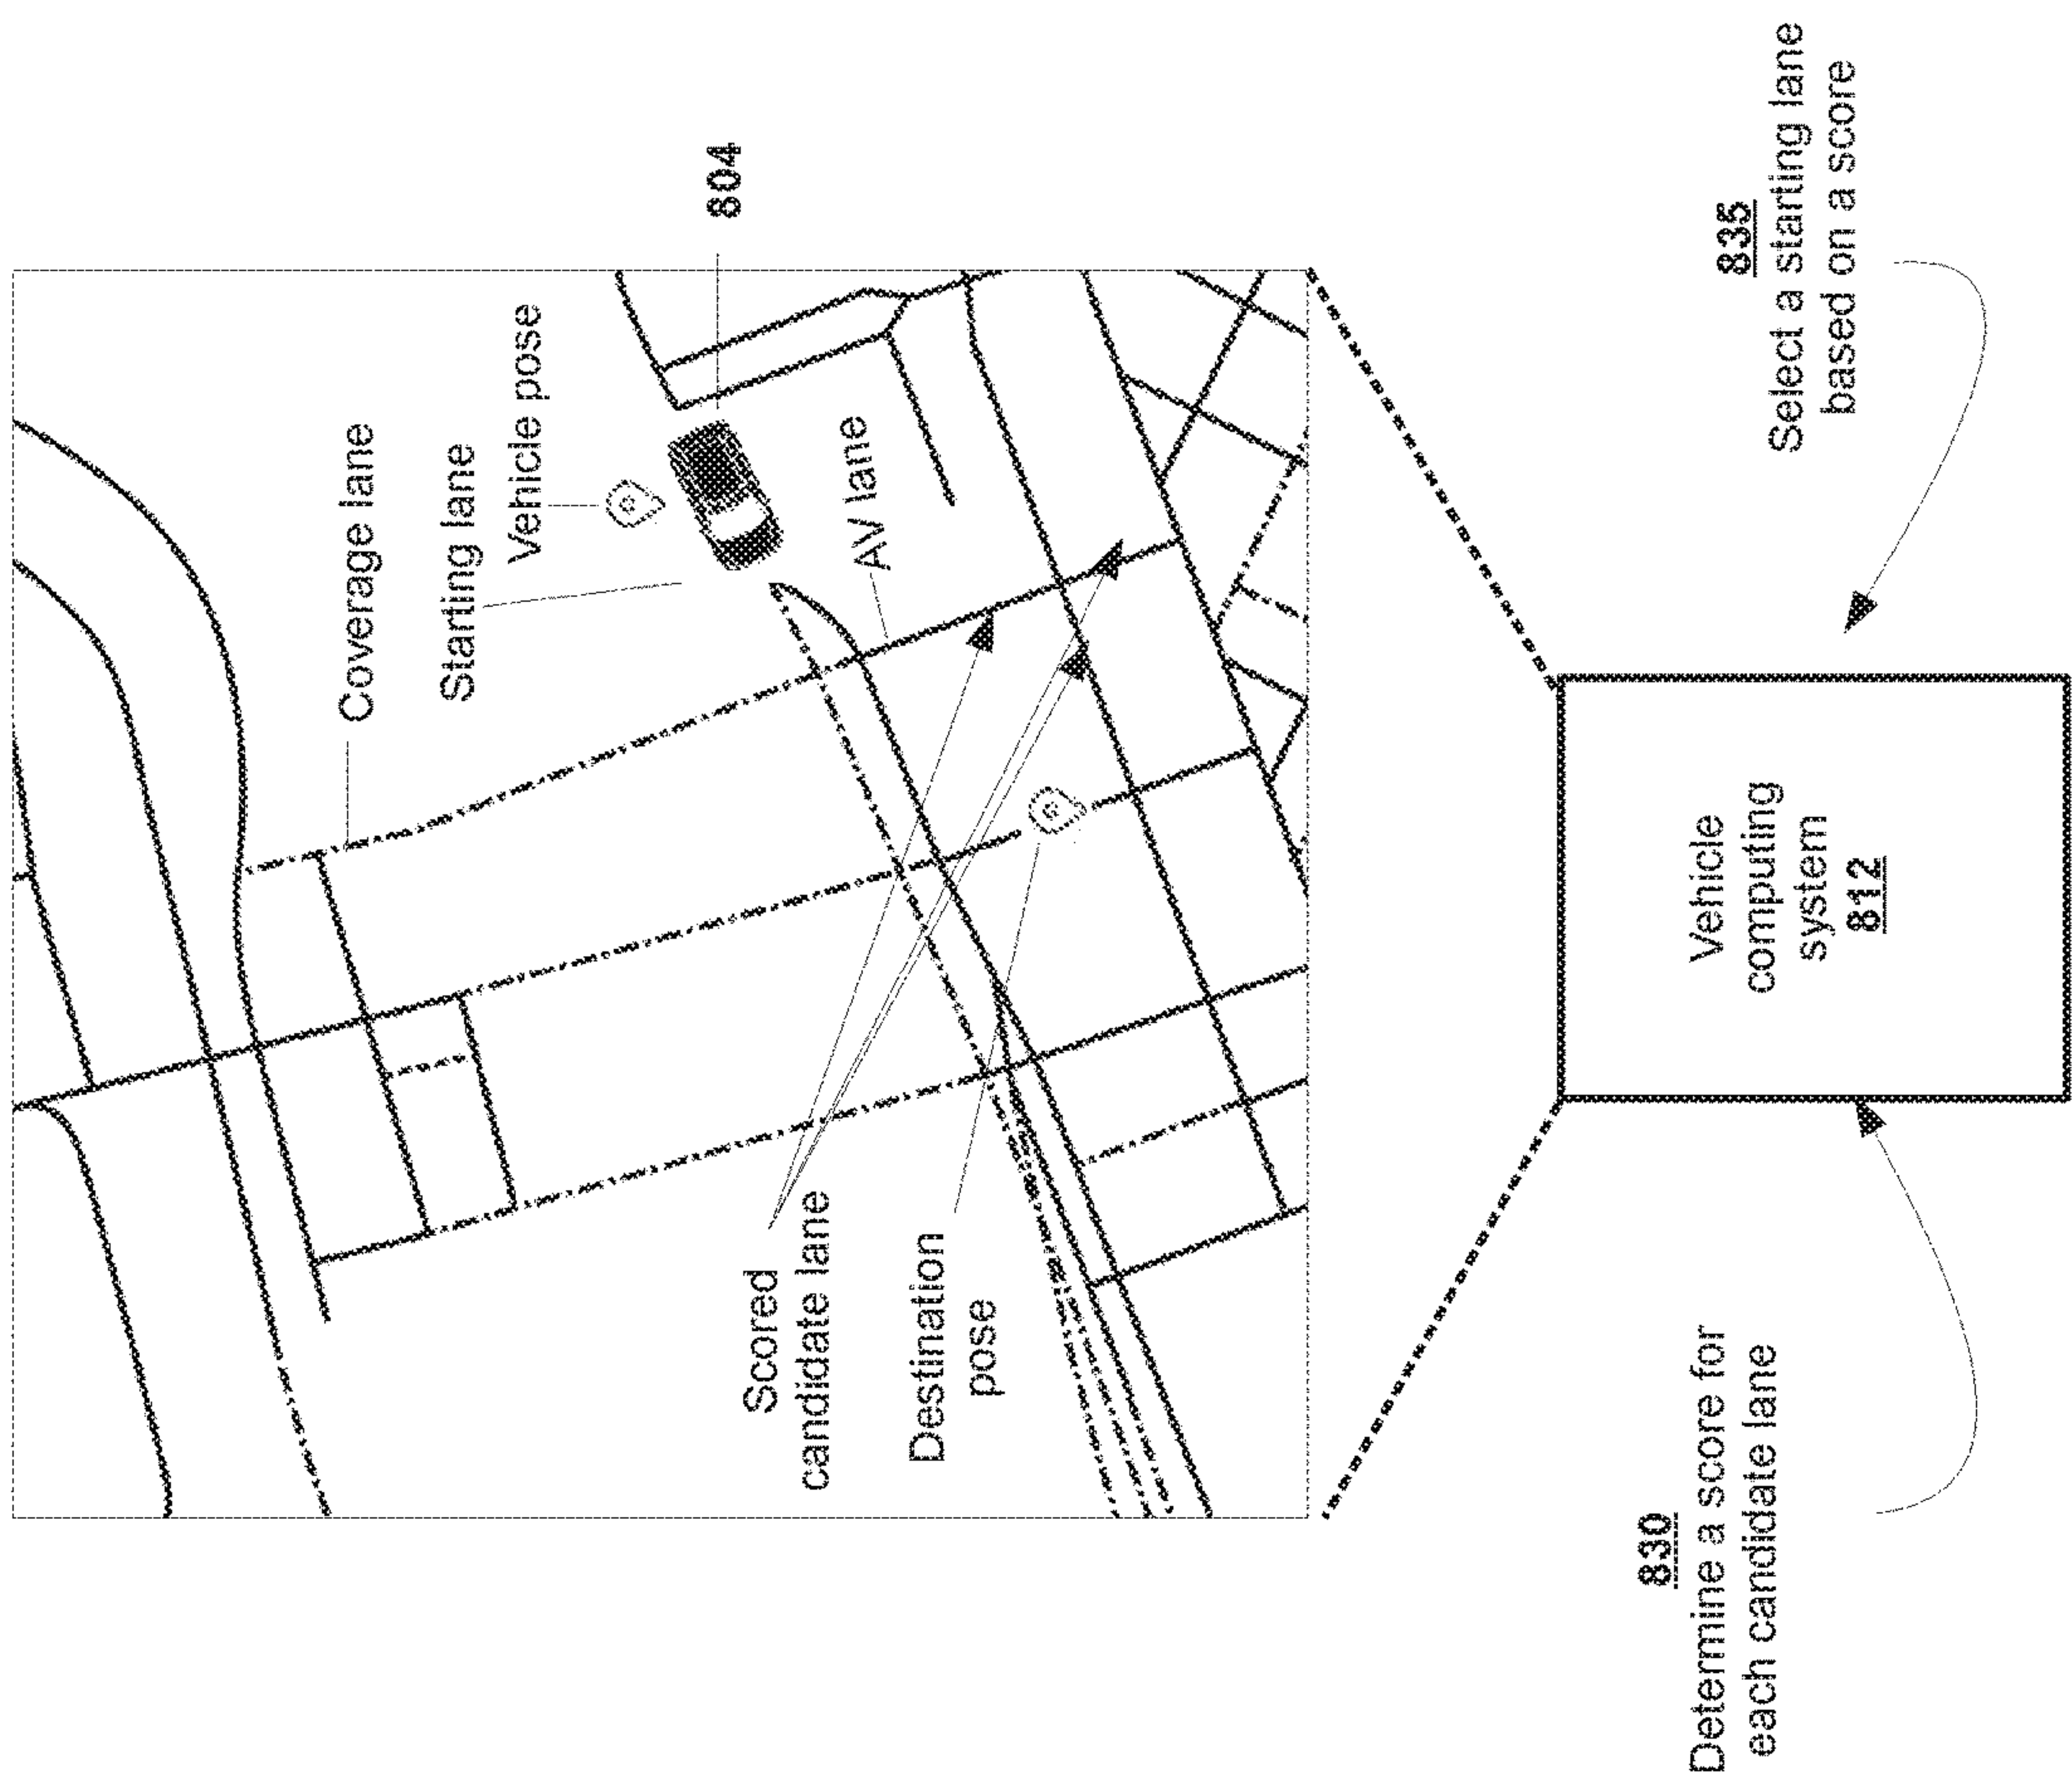 Coverage lane
Starting lane
Vehicle pose
804
AV lane
Scored
candidate lane
Destination
pose
830
Determine a score for
each candidate lane
Vehicle
computing
system
812
835
Select a starting lane
based on a score